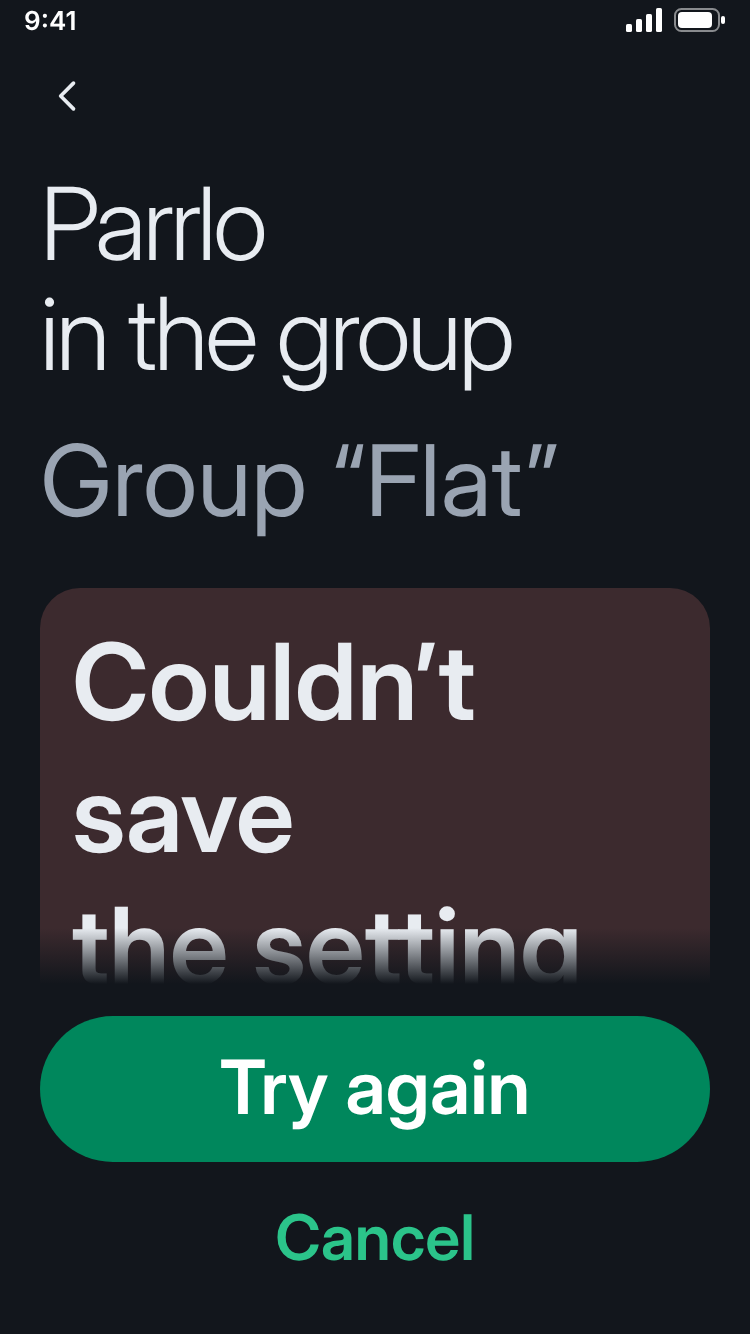 9:41
Parrlo
in the group
Group “Flat”
Couldn’t
save
the setting
Try again
Cancel